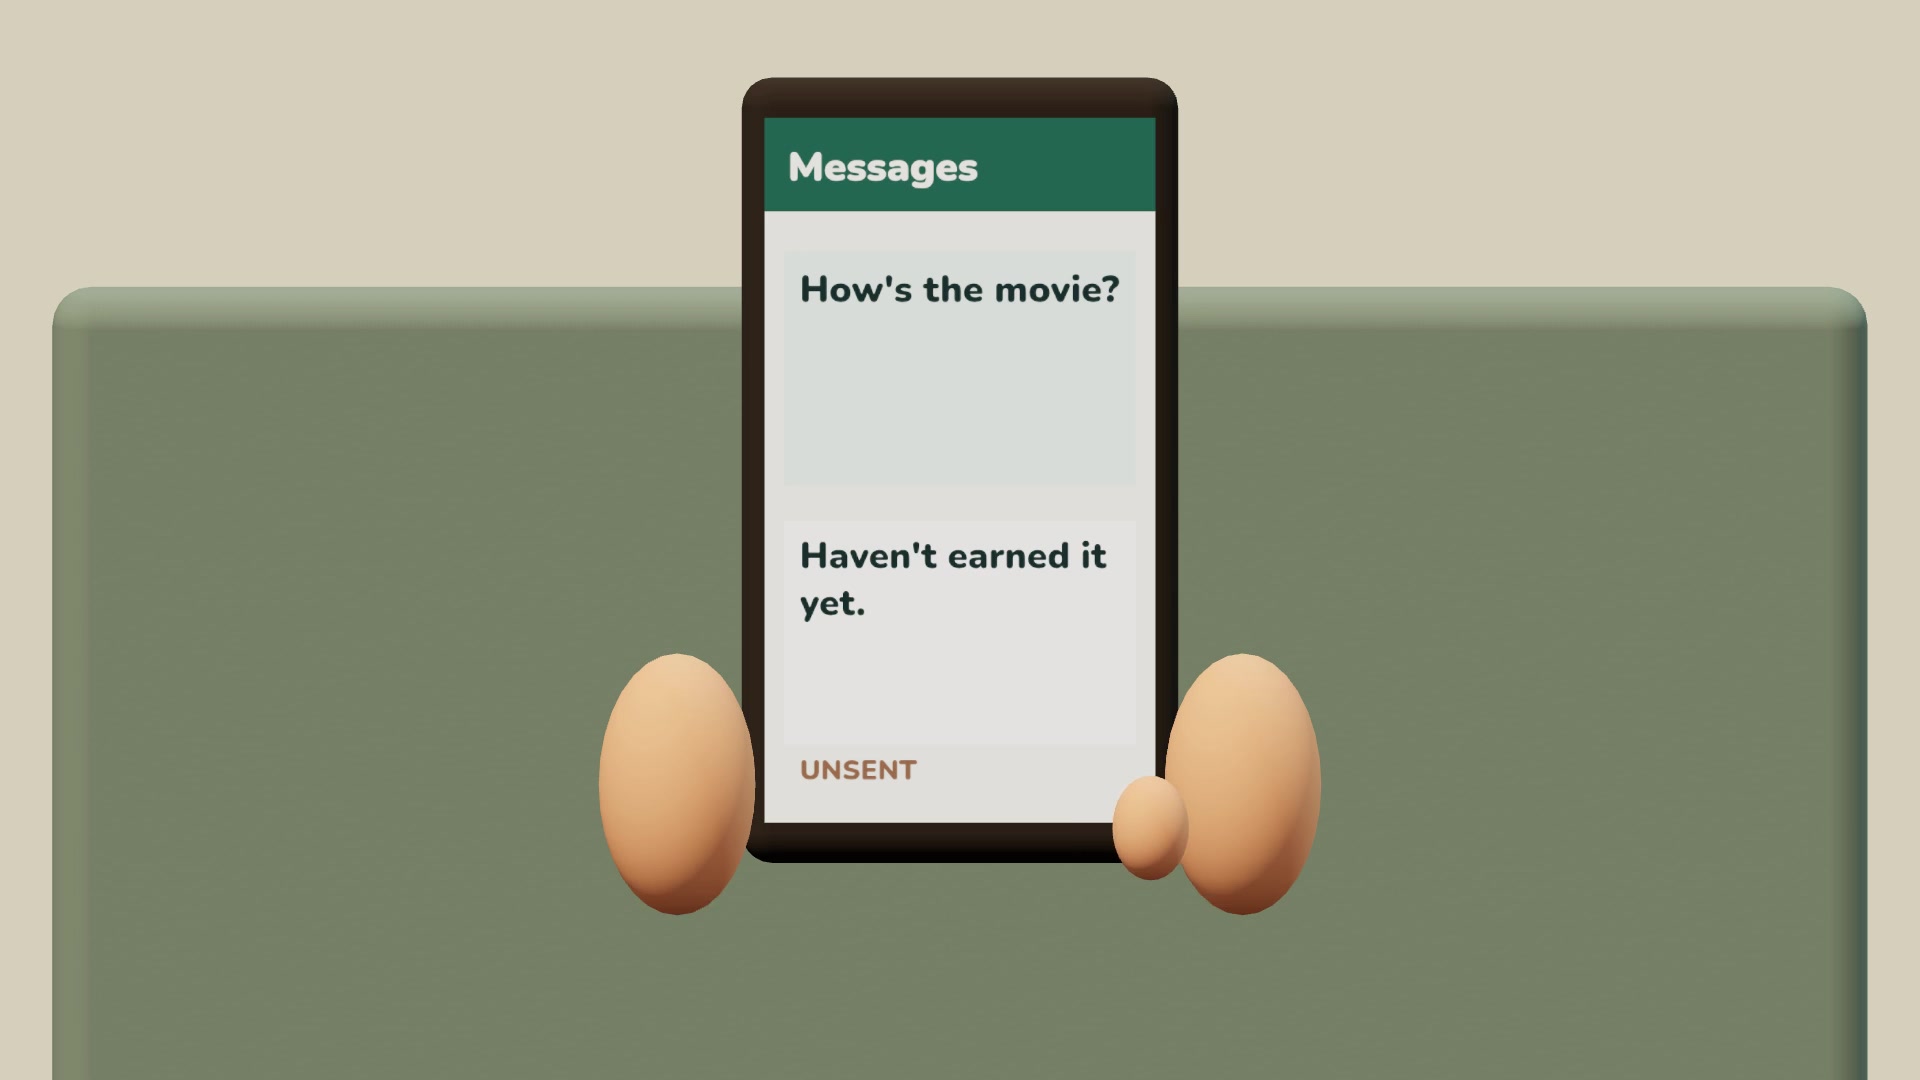 Messages
How's the movie?
Haven't earned it
yet.
UNSENT